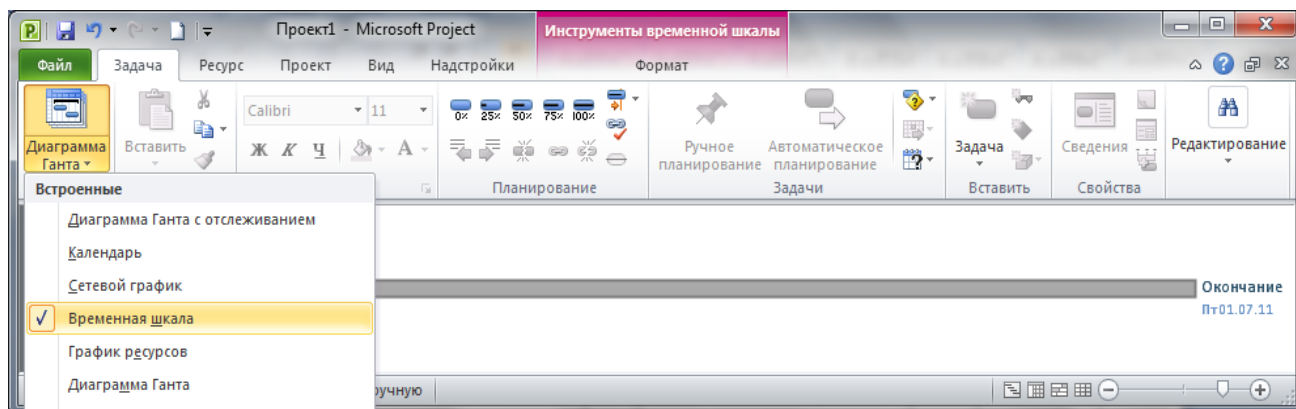 Проект1 - Microsoft Project
Инструменты временной шкалы
Файл Задача Ресурс Проект Вид Надстройки Формат
Calibri 11
0% 25% 50% 75% 100%
Диаграмма Ганта
Вставить
Ж К Ч А
Ручное планирование
Автоматическое планирование
Задача
Сведения
Редактирование
Планирование Задачи Вставить Свойства
Встроенные
Диаграмма Ганта с отслеживанием
Календарь
Сетевой график
Временная шкала
График ресурсов
Диаграмма Ганта
Окончание
Пт01.07.11
ручную